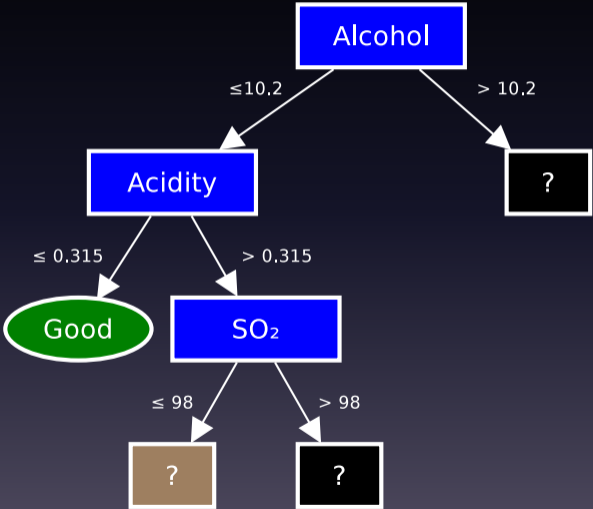 Alcohol
≤10.2
> 10.2
Acidity
?
≤ 0.315
> 0.315
Good
SO₂
≤ 98
> 98
?
?